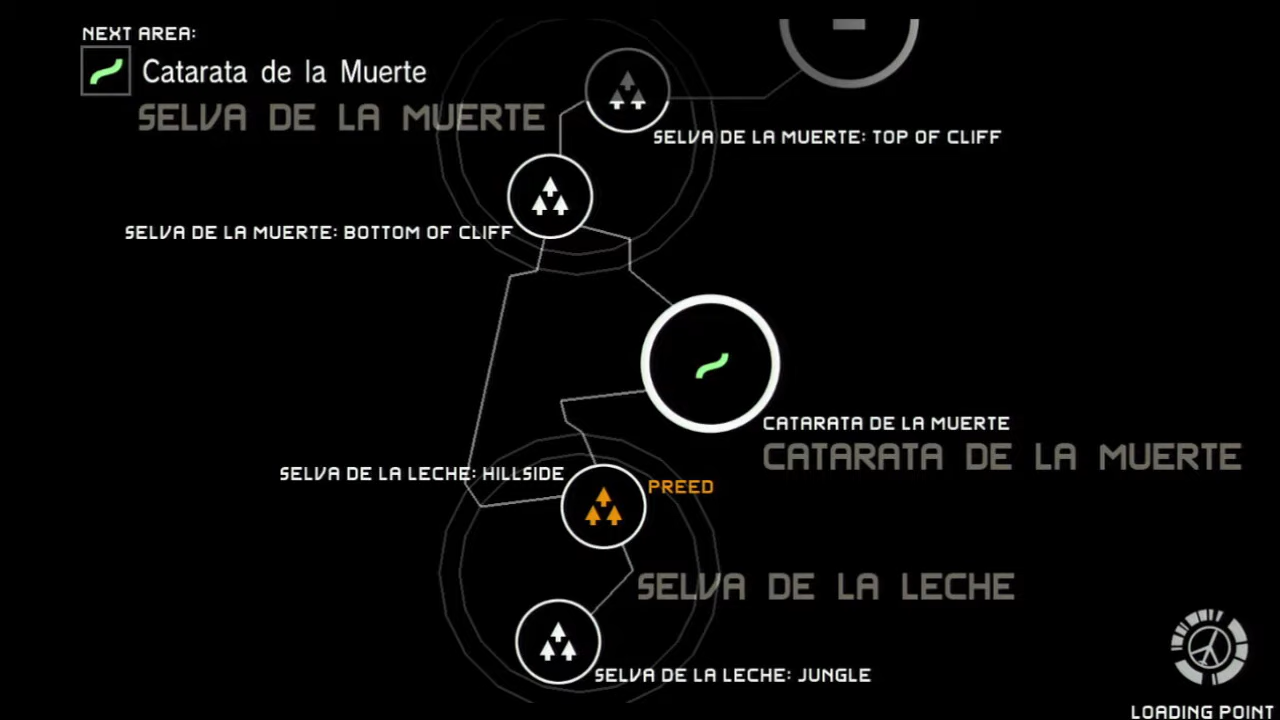 NEXT AREA:
Catarata de la Muerte
SELVA DE LA MUERTE
SELVA DE LA MUERTE: TOP OF CLIFF
SELVA DE LA MUERTE: BOTTOM OF CLIFF
CATARATA DE LA MUERTE
CATARATA DE LA MUERTE
SELVA DE LA LECHE: HILLSIDE
PREED
SELVA DE LA LECHE
SELVA DE LA LECHE: JUNGLE
LOADING POINT